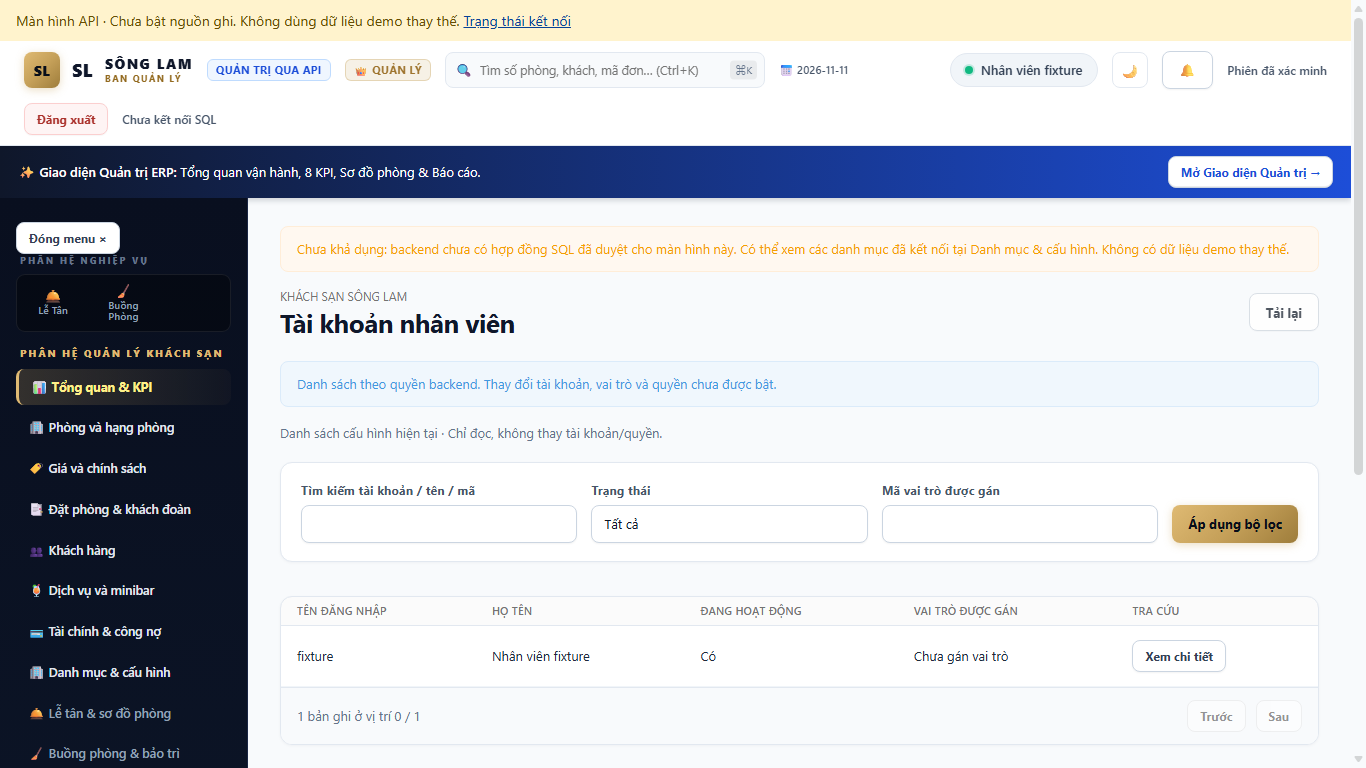 Màn hình API · Chưa bật nguồn ghi. Không dùng dữ liệu demo thay thế. Trạng thái kết nối
SL
SL
SÔNG LAM
BAN QUẢN LÝ
QUẢN TRỊ QUA API
QUẢN LÝ
Tìm số phòng, khách, mã đơn... (Ctrl+K)
⌘K
2026-11-11
Nhân viên fixture
Phiên đã xác minh
Đăng xuất
Chưa kết nối SQL
Giao diện Quản trị ERP: Tổng quan vận hành, 8 KPI, Sơ đồ phòng & Báo cáo.
Mở Giao diện Quản trị →
Đóng menu ×
PHÂN HỆ NGHIỆP VỤ
Lễ Tân
Buồng Phòng
PHÂN HỆ QUẢN LÝ KHÁCH SẠN
Tổng quan & KPI
Phòng và hạng phòng
Giá và chính sách
Đặt phòng & khách đoàn
Khách hàng
Dịch vụ và minibar
Tài chính & công nợ
Danh mục & cấu hình
Lễ tân & sơ đồ phòng
Buồng phòng & bảo trì
Chưa khả dụng: backend chưa có hợp đồng SQL đã duyệt cho màn hình này. Có thể xem các danh mục đã kết nối tại Danh mục & cấu hình. Không có dữ liệu demo thay thế.
KHÁCH SẠN SÔNG LAM
Tài khoản nhân viên
Tải lại
Danh sách theo quyền backend. Thay đổi tài khoản, vai trò và quyền chưa được bật.
Danh sách cấu hình hiện tại · Chỉ đọc, không thay tài khoản/quyền.
Tìm kiếm tài khoản / tên / mã
Trạng thái
Mã vai trò được gán
Tất cả
Áp dụng bộ lọc
TÊN ĐĂNG NHẬP
HỌ TÊN
ĐANG HOẠT ĐỘNG
VAI TRÒ ĐƯỢC GÁN
TRA CỨU
fixture
Nhân viên fixture
Có
Chưa gán vai trò
Xem chi tiết
1 bản ghi ở vị trí 0 / 1
Trước
Sau